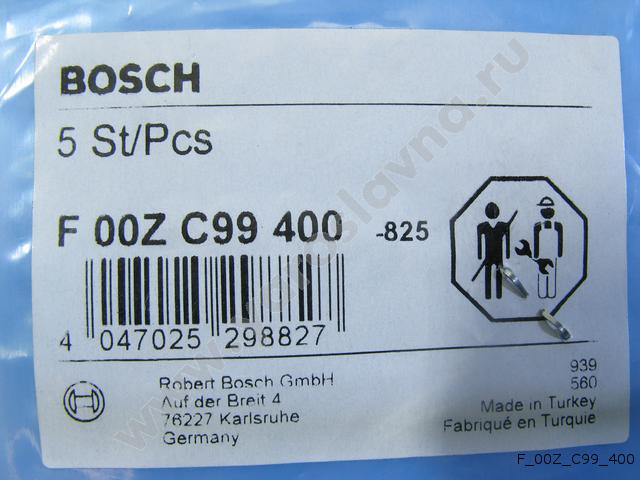 BOSCH
5 St/Pcs
F 00Z C99 400 -825
4 047025 298827
939
560
Robert Bosch GmbH
Auf der Breit 4
76227 Karlsruhe
Germany
Made in Turkey
Fabriqué en Turquie
F_00Z_C99_400